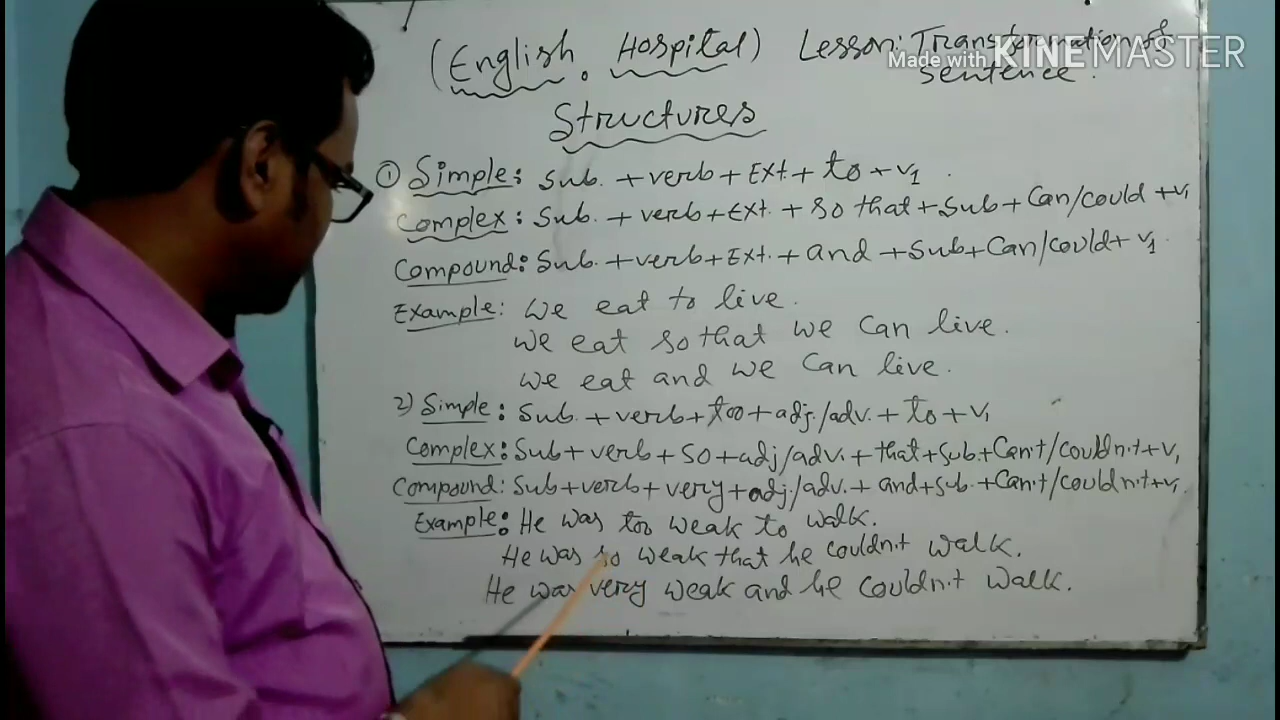 (English Hospital) Lesson: Transformation of
sentence.
Made with KINEMASTER
Structures
① Simple: Sub. + verb + Ext. + to + V1.
Complex: Sub. + verb + Ext. + so that + Sub + Can/could + V1
Compound: Sub. + verb + Ext. + and + Sub + Can/could + V1.
Example: We eat to live.
We eat so that we can live.
We eat and we can live.
2) Simple: Sub. + verb + too + adj./adv. + to + V1
Complex: Sub + verb + so + adj/adv. + that + sub. + Can't/couldn't + V1
Compound: Sub + verb + very + adj./adv. + and + sub. + Can't/couldn't + V1
Example: He was too weak to walk.
He was so weak that he couldn't walk.
He was very weak and he couldn't walk.